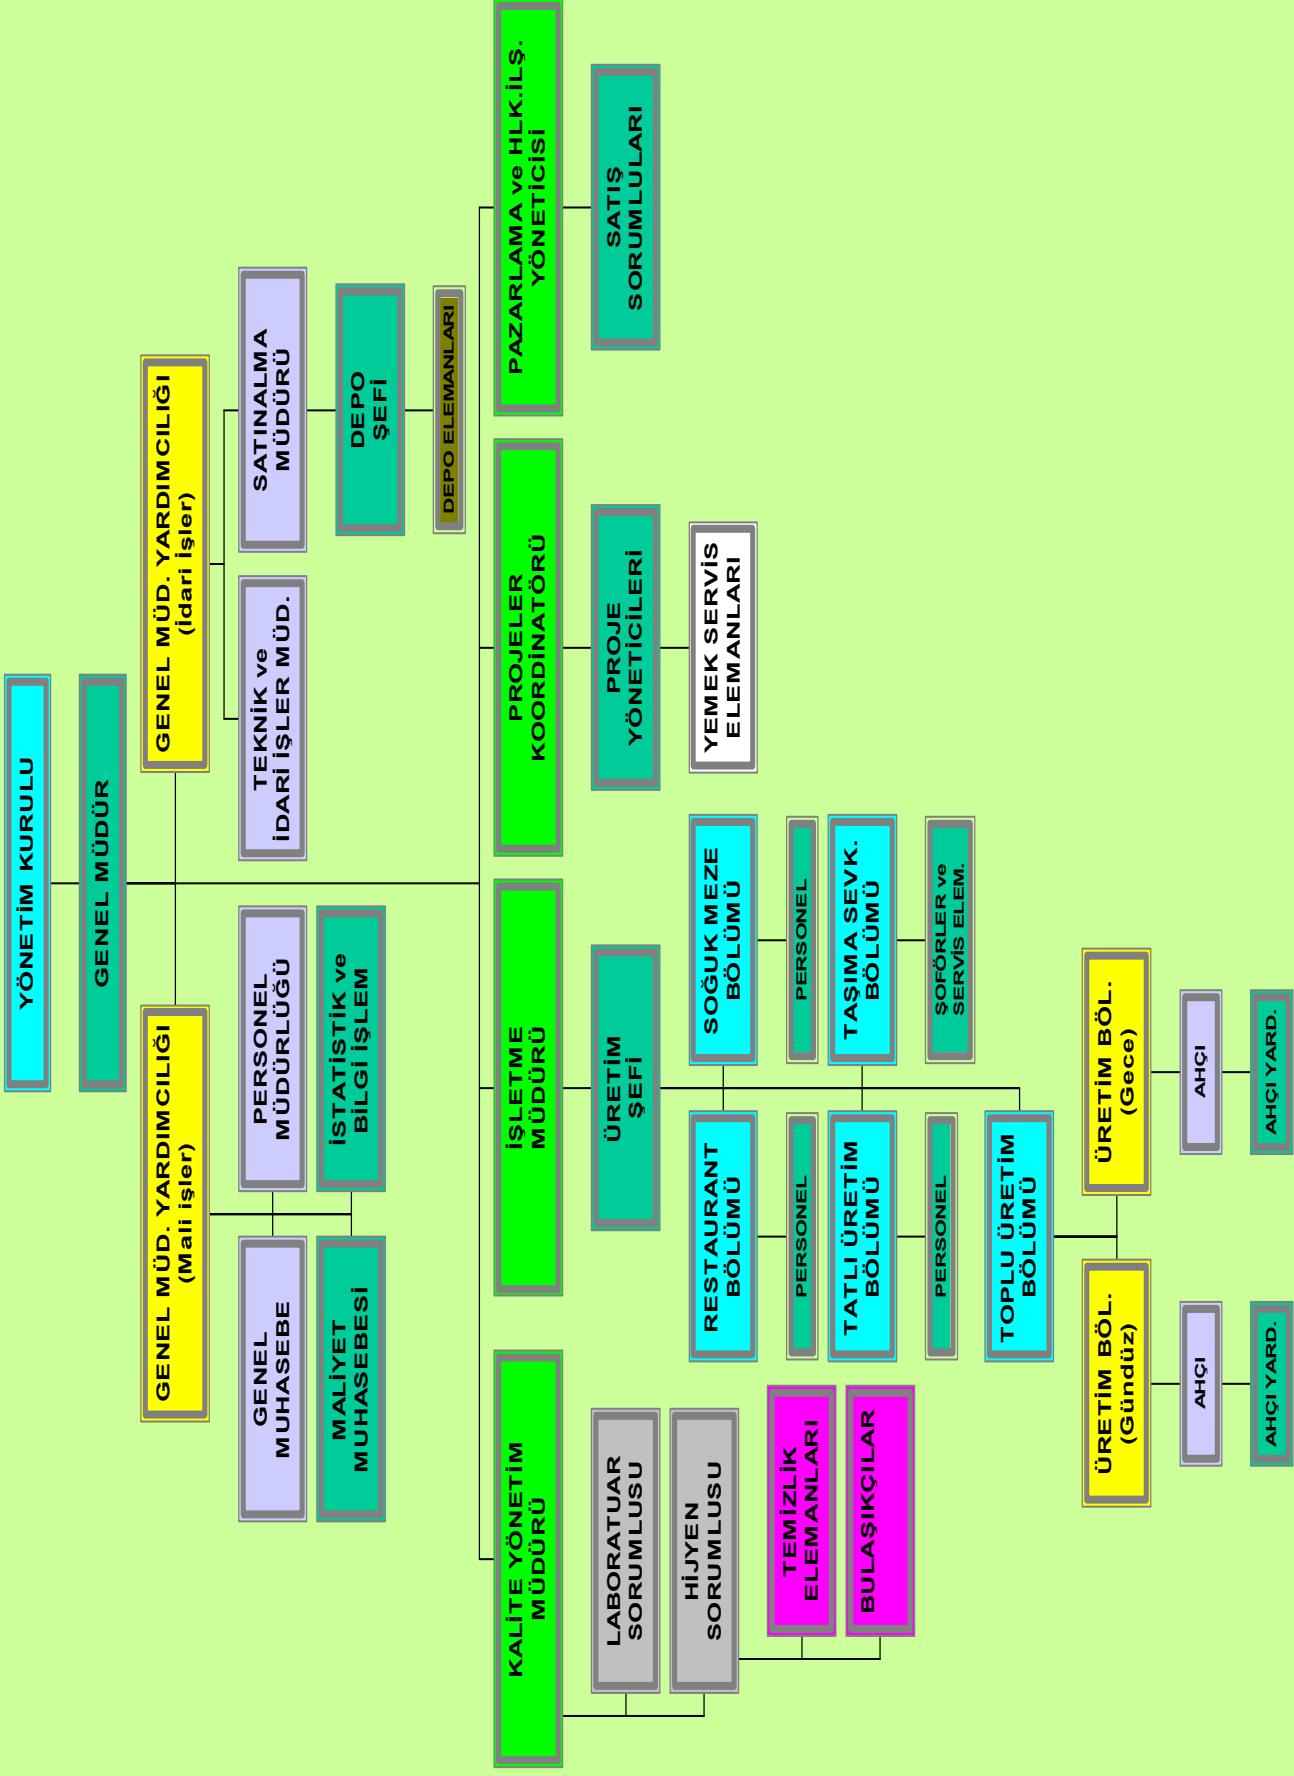 YÖNETİM KURULU
GENEL MÜDÜR
GENEL MÜD. YARDIMCILIĞI
(Mali işler)
GENEL MÜD. YARDIMCILIĞI
(İdari işler)
GENEL
MUHASEBE
PERSONEL
MÜDÜRLÜĞÜ
TEKNİK ve
İDARİ İŞLER MÜD.
SATINALMA
MÜDÜRÜ
MALİYET
MUHASEBESİ
İSTATİSTİK ve
BİLGİ İŞLEM
DEPO
ŞEFİ
DEPO ELEMANLARI
KALİTE YÖNETİM
MÜDÜRÜ
İŞLETME
MÜDÜRÜ
PROJELER
KOORDİNATÖRÜ
PAZARLAMA ve HLK.İLŞ.
YÖNETİCİSİ
LABORATUAR
SORUMLUSU
ÜRETİM
ŞEFİ
PROJE
YÖNETİCİLERİ
SATIŞ
SORUMLULARI
HİJYEN
SORUMLUSU
RESTAURANT
BÖLÜMÜ
SOĞUK MEZE
BÖLÜMÜ
YEMEK SERVİS
ELEMANLARI
TEMİZLİK
ELEMANLARI
PERSONEL
PERSONEL
BULAŞIKÇILAR
TATLI ÜRETİM
BÖLÜMÜ
TAŞIMA SEVK.
BÖLÜMÜ
PERSONEL
ŞOFÖRLER ve
SERVİS ELEM.
TOPLU ÜRETİM
BÖLÜMÜ
ÜRETİM BÖL.
(Gündüz)
ÜRETİM BÖL.
(Gece)
AHÇI
AHÇI
AHÇI YARD.
AHÇI YARD.